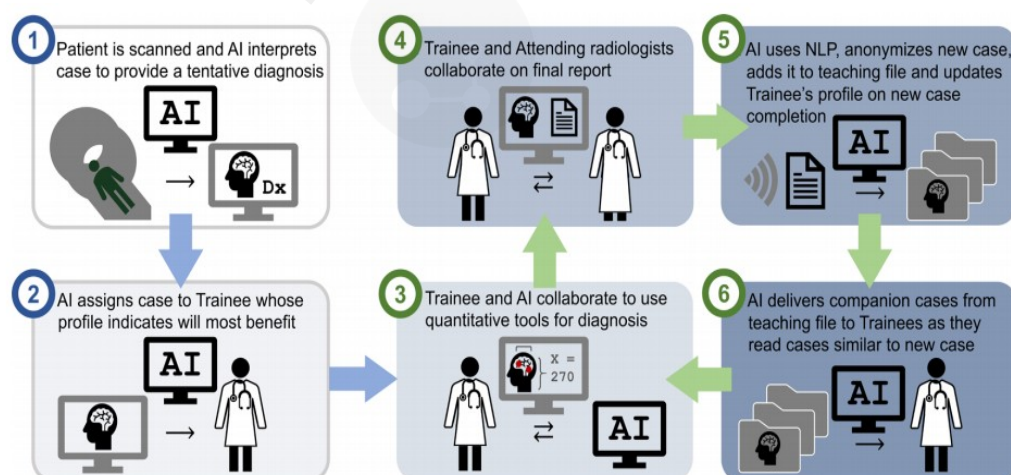 1
Patient is scanned and AI interprets
case to provide a tentative diagnosis
AI
Dx
2
AI assigns case to Trainee whose
profile indicates will most benefit
AI
3
Trainee and AI collaborate to use
quantitative tools for diagnosis
X =
270
AI
4
Trainee and Attending radiologists
collaborate on final report
5
AI uses NLP, anonymizes new case,
adds it to teaching file and updates
Trainee's profile on new case
completion
AI
6
AI delivers companion cases from
teaching file to Trainees as they
read cases similar to new case
AI